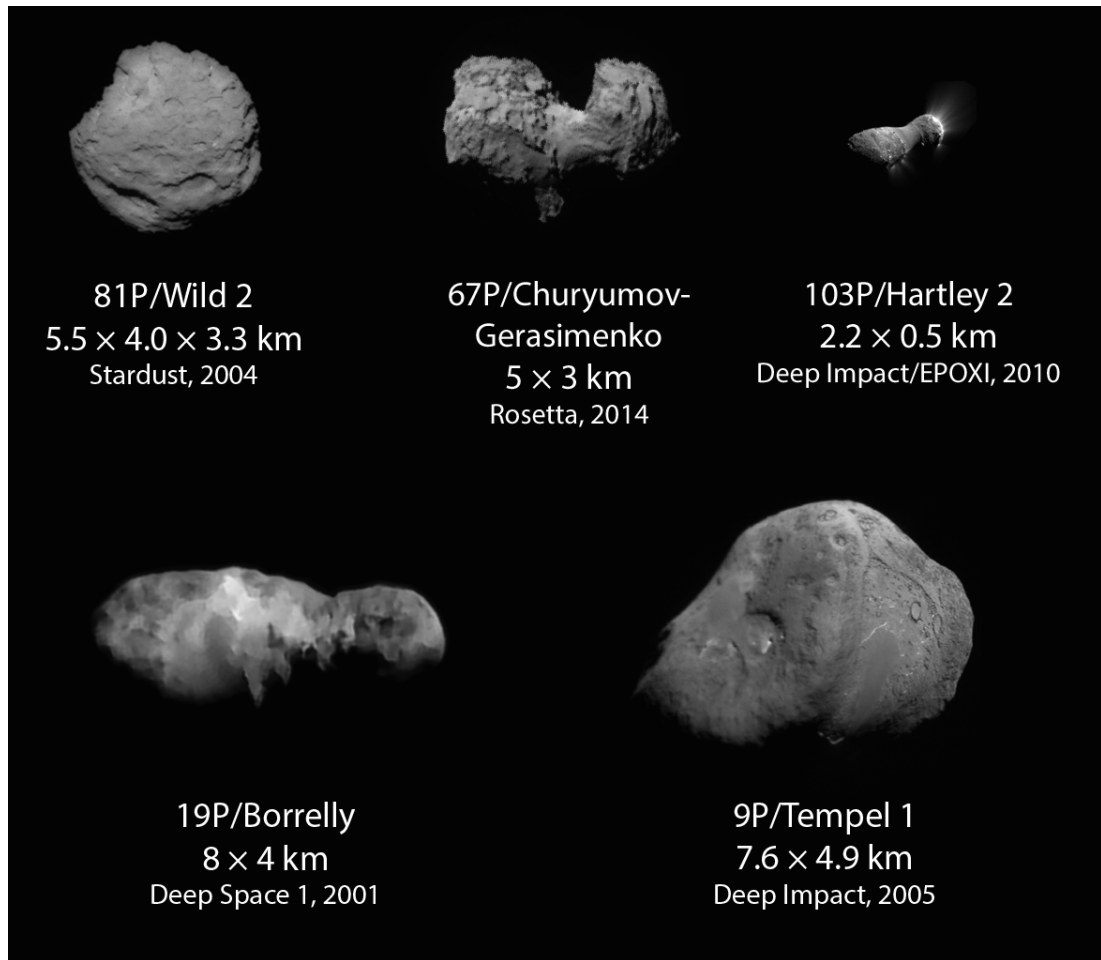 81P/Wild 2
5.5 × 4.0 × 3.3 km
Stardust, 2004
67P/Churyumov-
Gerasimenko
5 × 3 km
Rosetta, 2014
103P/Hartley 2
2.2 × 0.5 km
Deep Impact/EPOXI, 2010
19P/Borrelly
8 × 4 km
Deep Space 1, 2001
9P/Tempel 1
7.6 × 4.9 km
Deep Impact, 2005